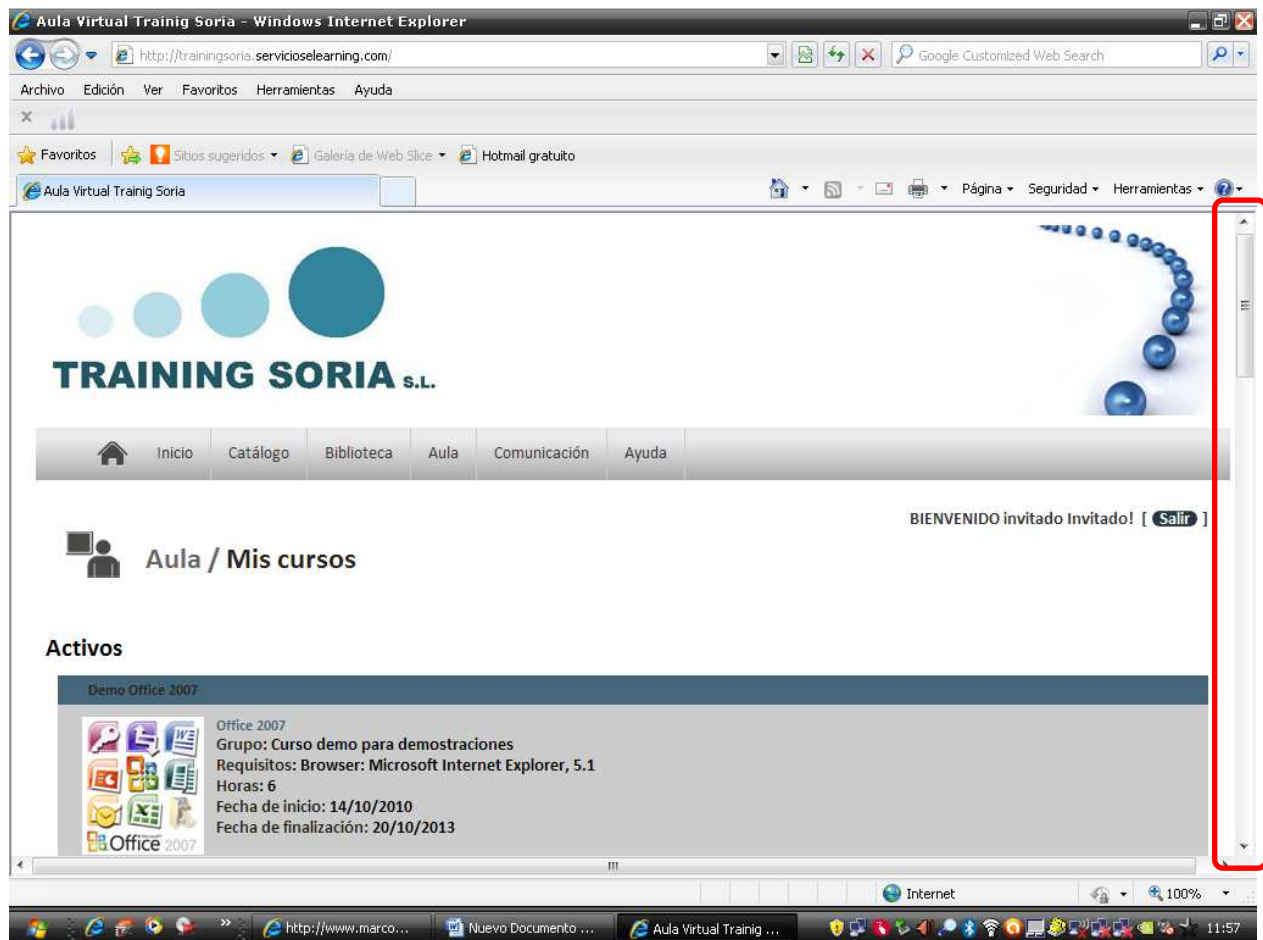 Aula Virtual Trainig Soria - Windows Internet Explorer
http://trainingsoria.servicioselearning.com/
Google Customized Web Search
Archivo Edición Ver Favoritos Herramientas Ayuda
Favoritos Sitios sugeridos Galería de Web Slice Hotmail gratuito
Aula Virtual Trainig Soria
Página Seguridad Herramientas
TRAINING SORIA S.L.
Inicio Catálogo Biblioteca Aula Comunicación Ayuda
BIENVENIDO invitado Invitado! [ Salir ]
Aula / Mis cursos
Activos
Demo Office 2007
Office 2007
Grupo: Curso demo para demostraciones
Requisitos: Browser: Microsoft Internet Explorer, 5.1
Horas: 6
Fecha de inicio: 14/10/2010
Fecha de finalización: 20/10/2013
Office 2007
Internet 100%
http://www.marco... Nuevo Documento ... Aula Virtual Trainig ... 11:57